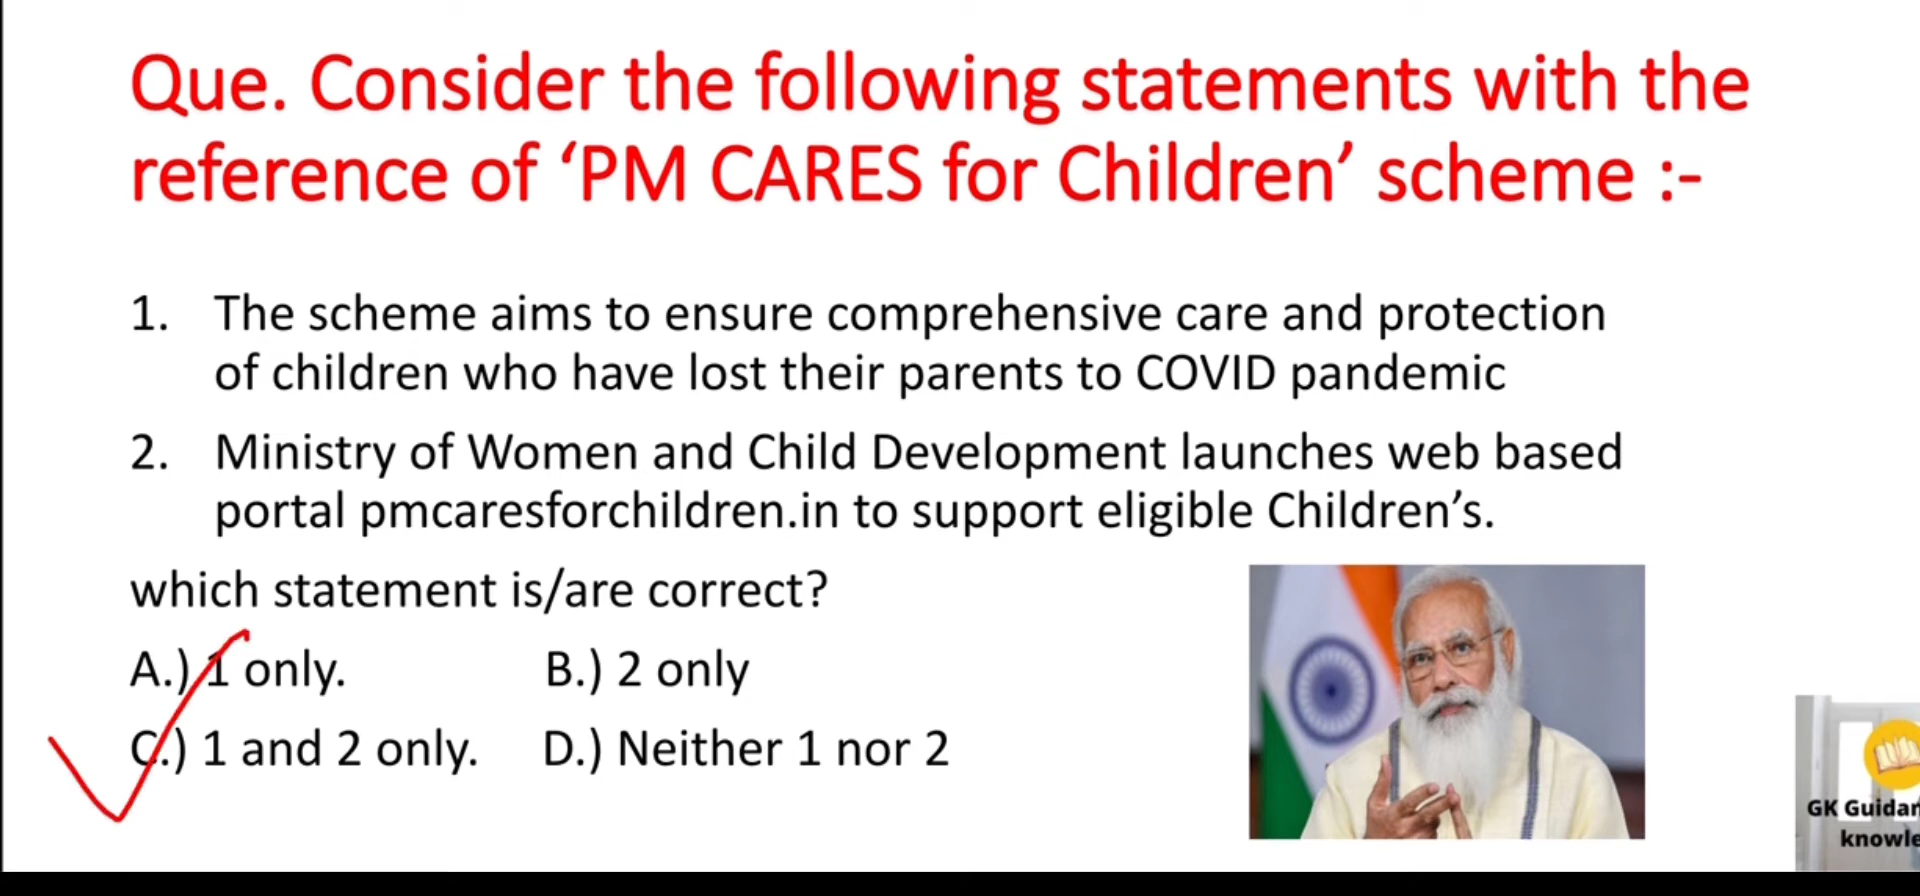 Que. Consider the following statements with the
reference of ‘PM CARES for Children’ scheme :-
1. The scheme aims to ensure comprehensive care and protection
of children who have lost their parents to COVID pandemic
2. Ministry of Women and Child Development launches web based
portal pmcaresforchildren.in to support eligible Children’s.
which statement is/are correct?
A.) 1 only. B.) 2 only
C.) 1 and 2 only. D.) Neither 1 nor 2
GK